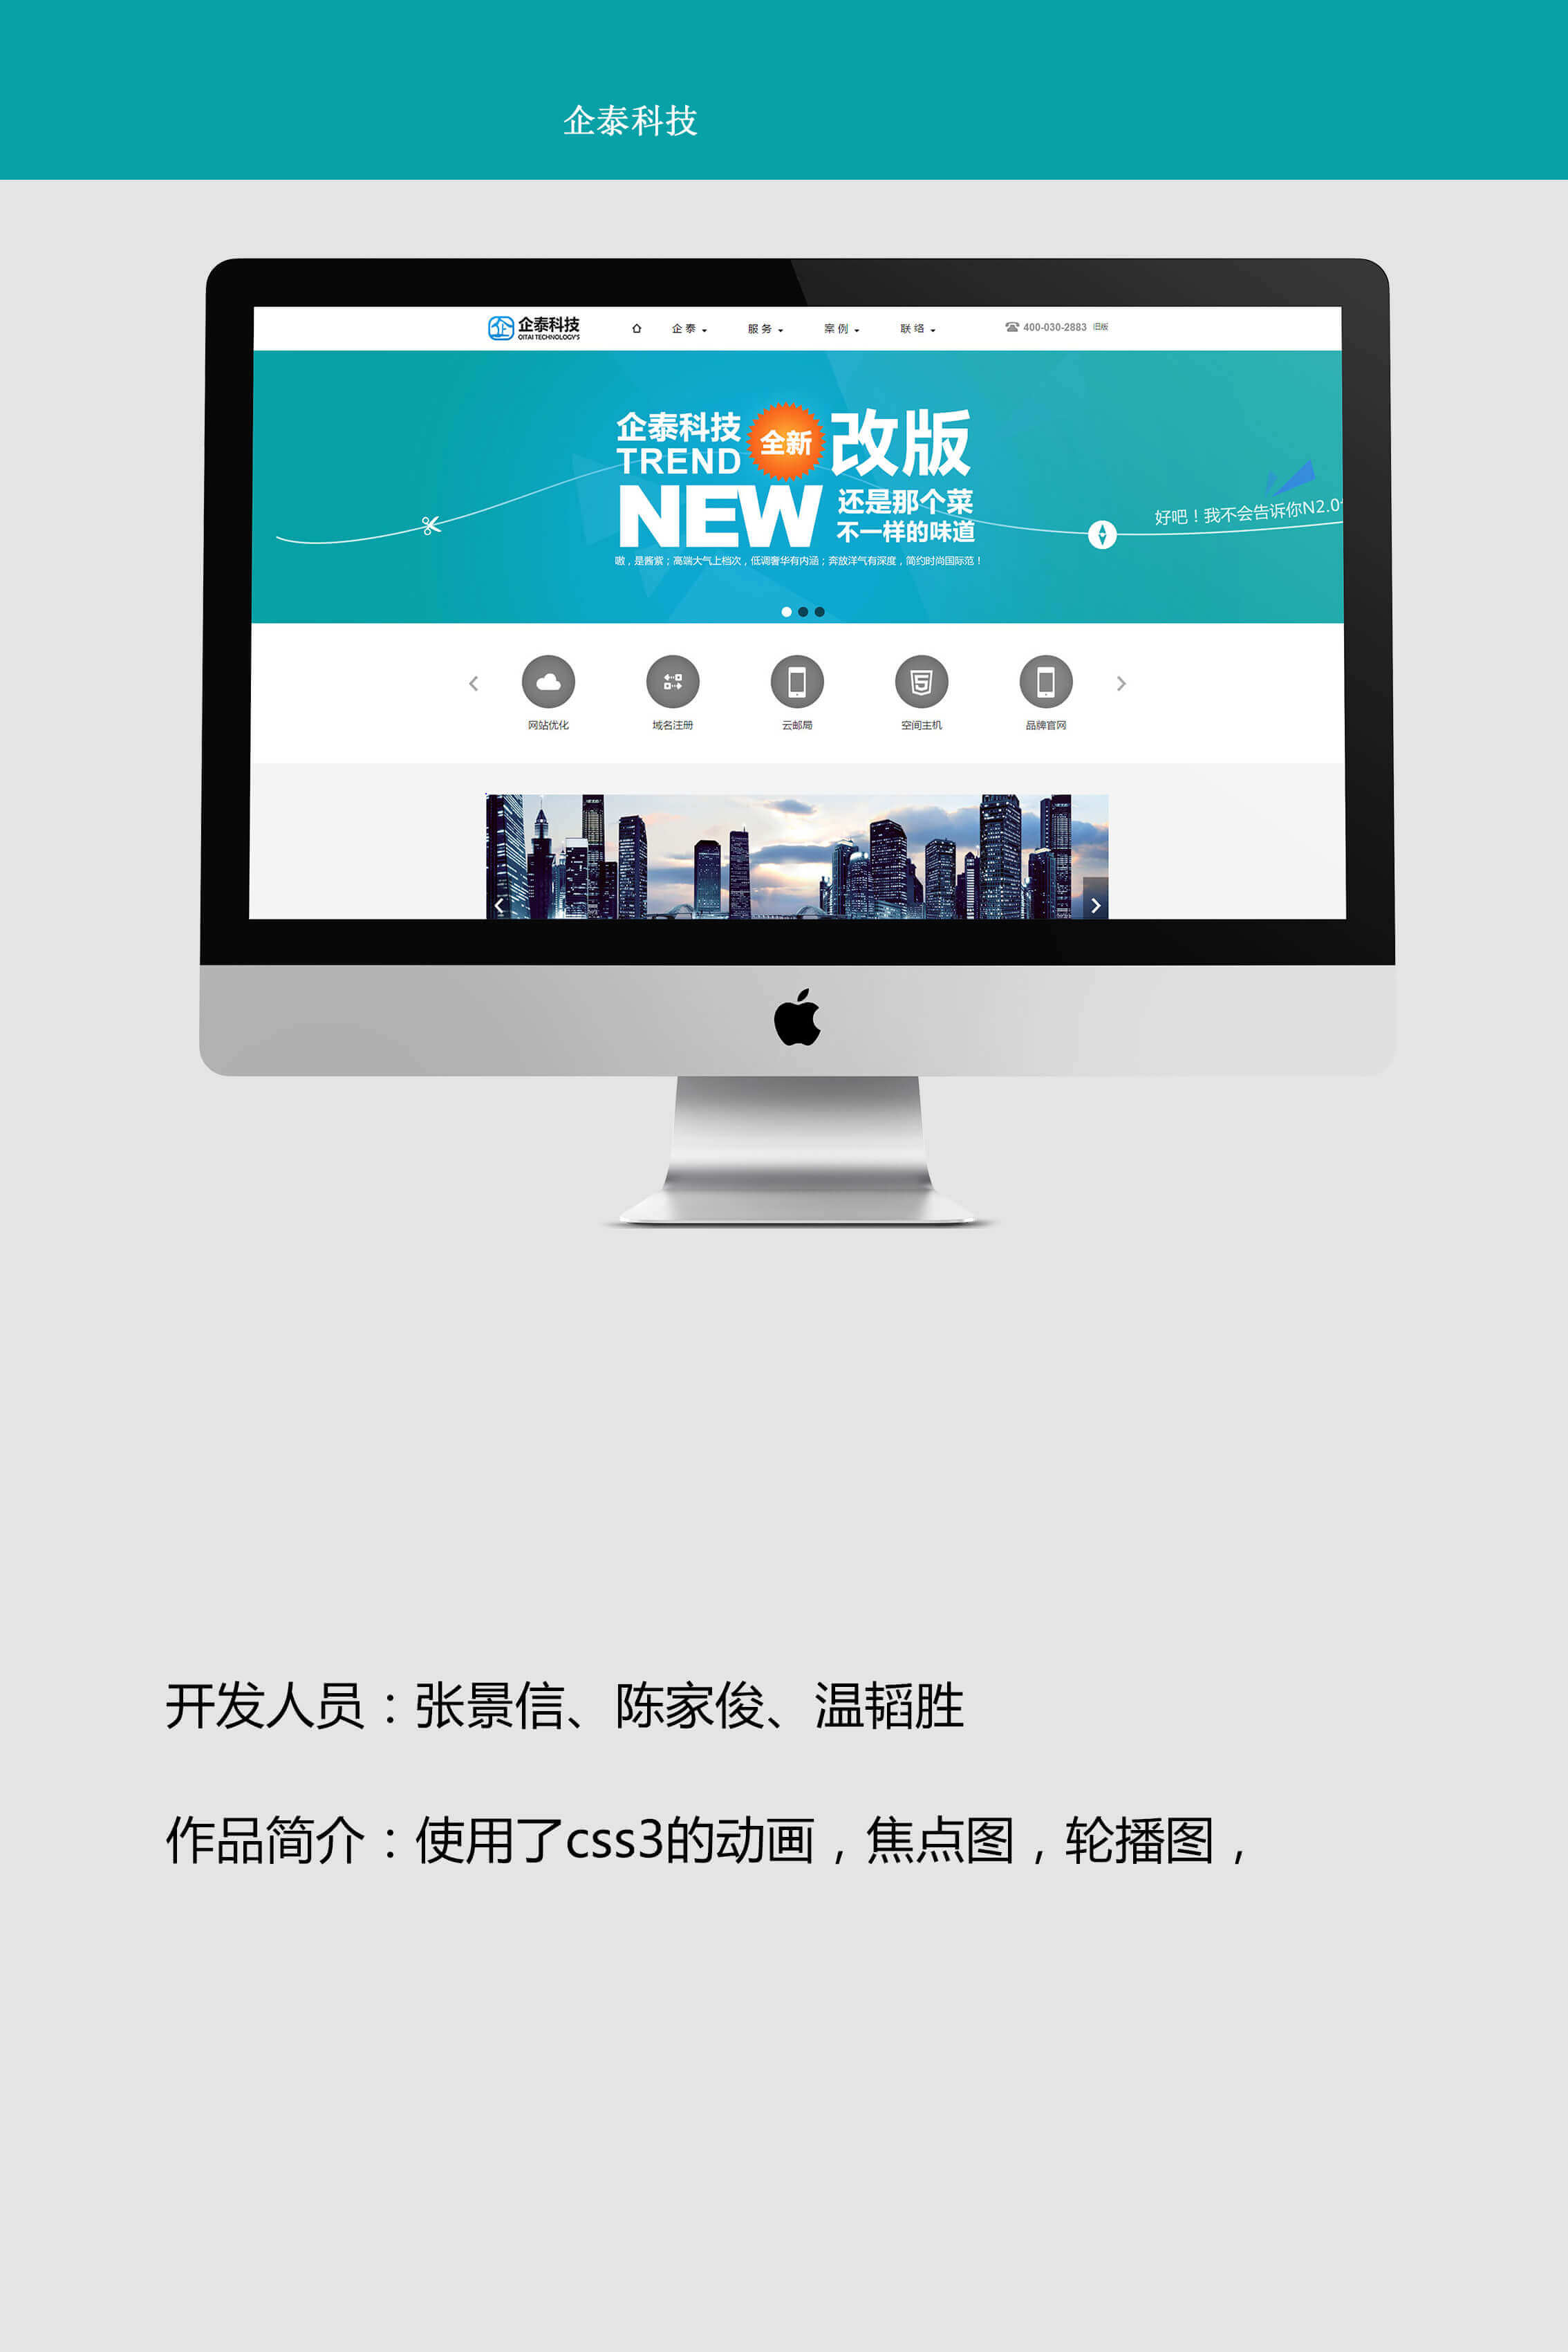 企泰科技
企泰科技
QITAI TECHNOLOGY'S
企泰 服务 案例 联络 400-030-2883 旧版
企泰科技 全新 改版
TREND
NEW 还是那个菜
不一样的味道
嗷，是酱紫；高端大气上档次，低调奢华有内涵；奔放洋气有深度，简约时尚国际范！
好吧！我不会告诉你N2.0
网站优化 域名注册 云邮局 空间主机 品牌官网
开发人员：张景信、陈家俊、温韬胜
作品简介：使用了css3的动画，焦点图，轮播图，